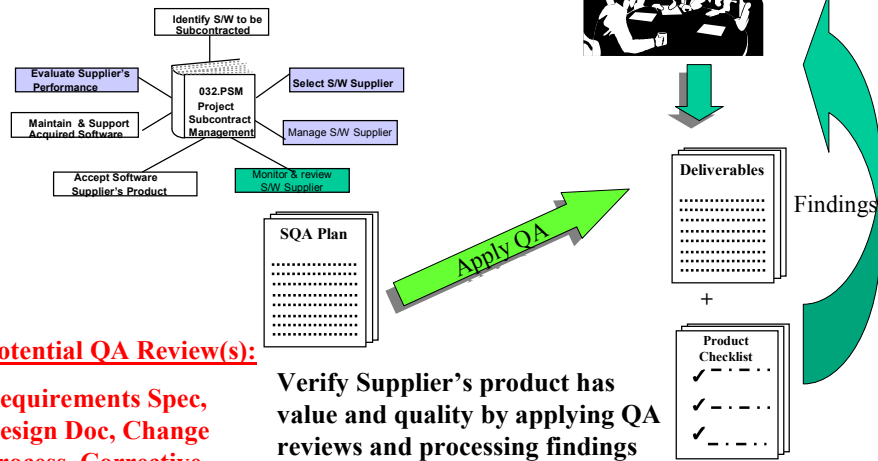 Identify S/W to be
Subcontracted
Evaluate Supplier's
Performance
032.PSM
Project
Subcontract
Management
Select S/W Supplier
Maintain & Support
Acquired Software
Manage S/W Supplier
Accept Software
Supplier's Product
Monitor & review
S/W Supplier
SQA Plan
Apply QA
Deliverables
Findings
+
Product
Checklist
otential QA Review(s):
equirements Spec,
esign Doc, Change
rocess, Corrective
Verify Supplier's product has
value and quality by applying QA
reviews and processing findings